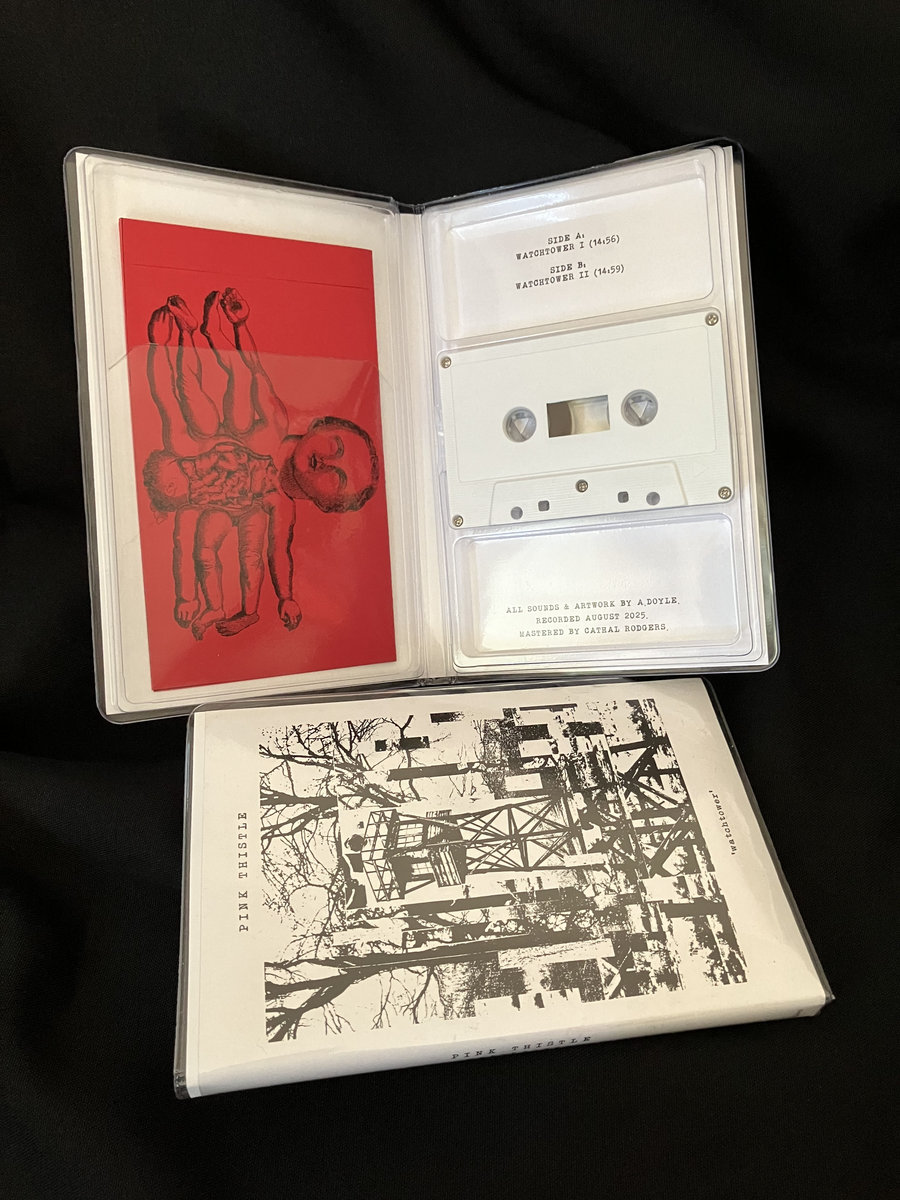 SIDE A:
WATCHTOWER I (14:56)
SIDE B:
WATCHTOWER II (14:59)
ALL SOUNDS & ARTWORK BY A.DOYLE.
RECORDED AUGUST 2025.
MASTERED BY CATHAL RODGERS.
PINK THISTLE
'watchtower'
PINK THISTLE